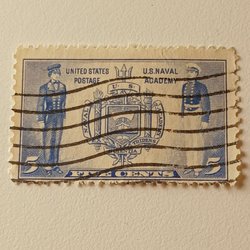 UNITED STATES
POSTAGE
U.S. NAVAL
ACADEMY
5
5
FIVE CENTS